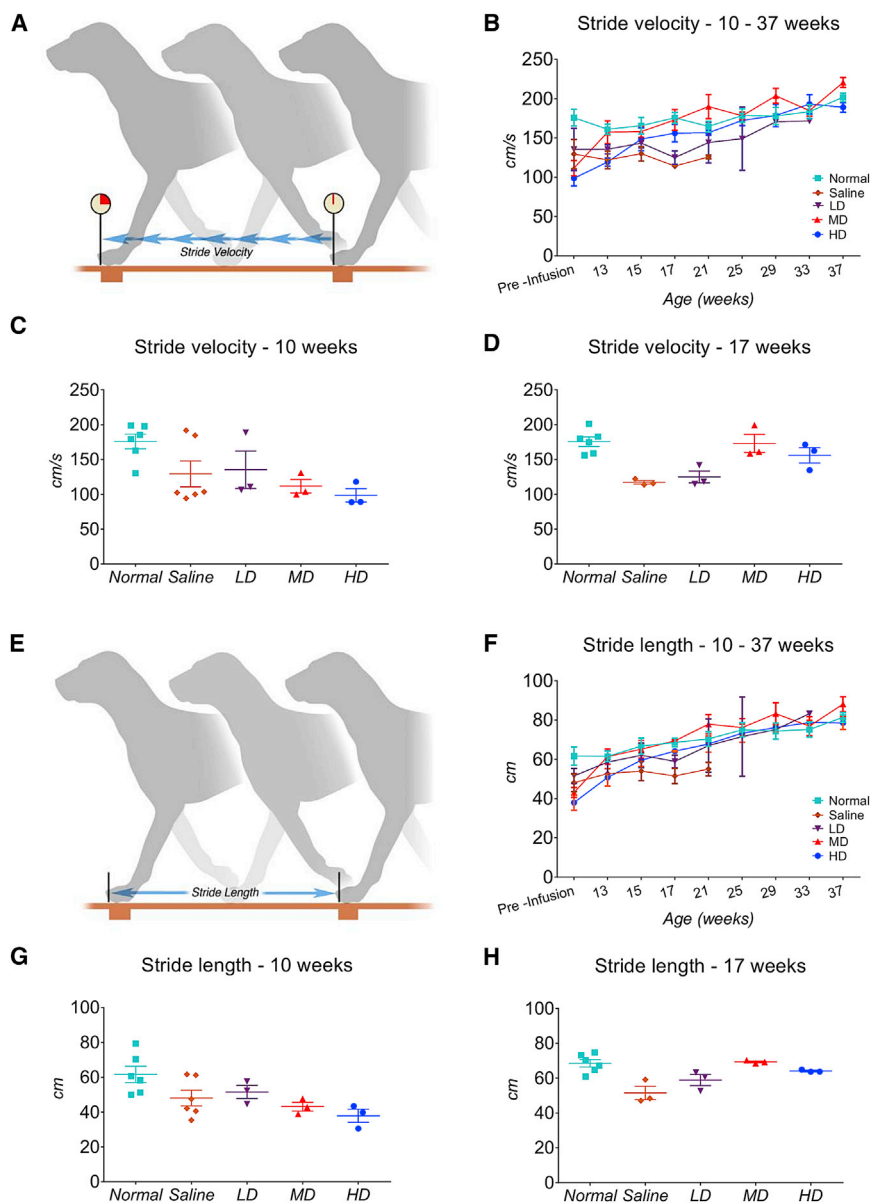 A
Stride Velocity
B
Stride velocity - 10 - 37 weeks
250
200
150
100
50
0
cm/s
Normal
Saline
LD
MD
HD
Pre -Infusion
13
15
17
21
25
29
33
37
Age (weeks)
C
Stride velocity - 10 weeks
250
200
150
100
50
0
cm/s
Normal Saline LD MD HD
D
Stride velocity - 17 weeks
250
200
150
100
50
0
cm/s
Normal Saline LD MD HD
E
Stride Length
F
Stride length - 10 - 37 weeks
100
80
60
40
20
0
cm
Normal
Saline
LD
MD
HD
Pre -Infusion
13
15
17
21
25
29
33
37
Age (weeks)
G
Stride length - 10 weeks
100
80
60
40
20
0
cm
Normal Saline LD MD HD
H
Stride length - 17 weeks
100
80
60
40
20
0
cm
Normal Saline LD MD HD